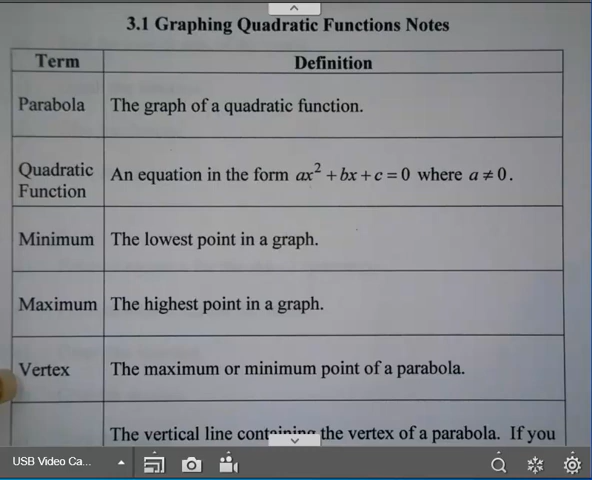 3.1 Graphing Quadratic Functions Notes
Term Definition
Parabola The graph of a quadratic function.
Quadratic Function An equation in the form ax² + bx + c = 0 where a ≠ 0.
Minimum The lowest point in a graph.
Maximum The highest point in a graph.
Vertex The maximum or minimum point of a parabola.
The vertical line containing the vertex of a parabola. If you
USB Video Ca...